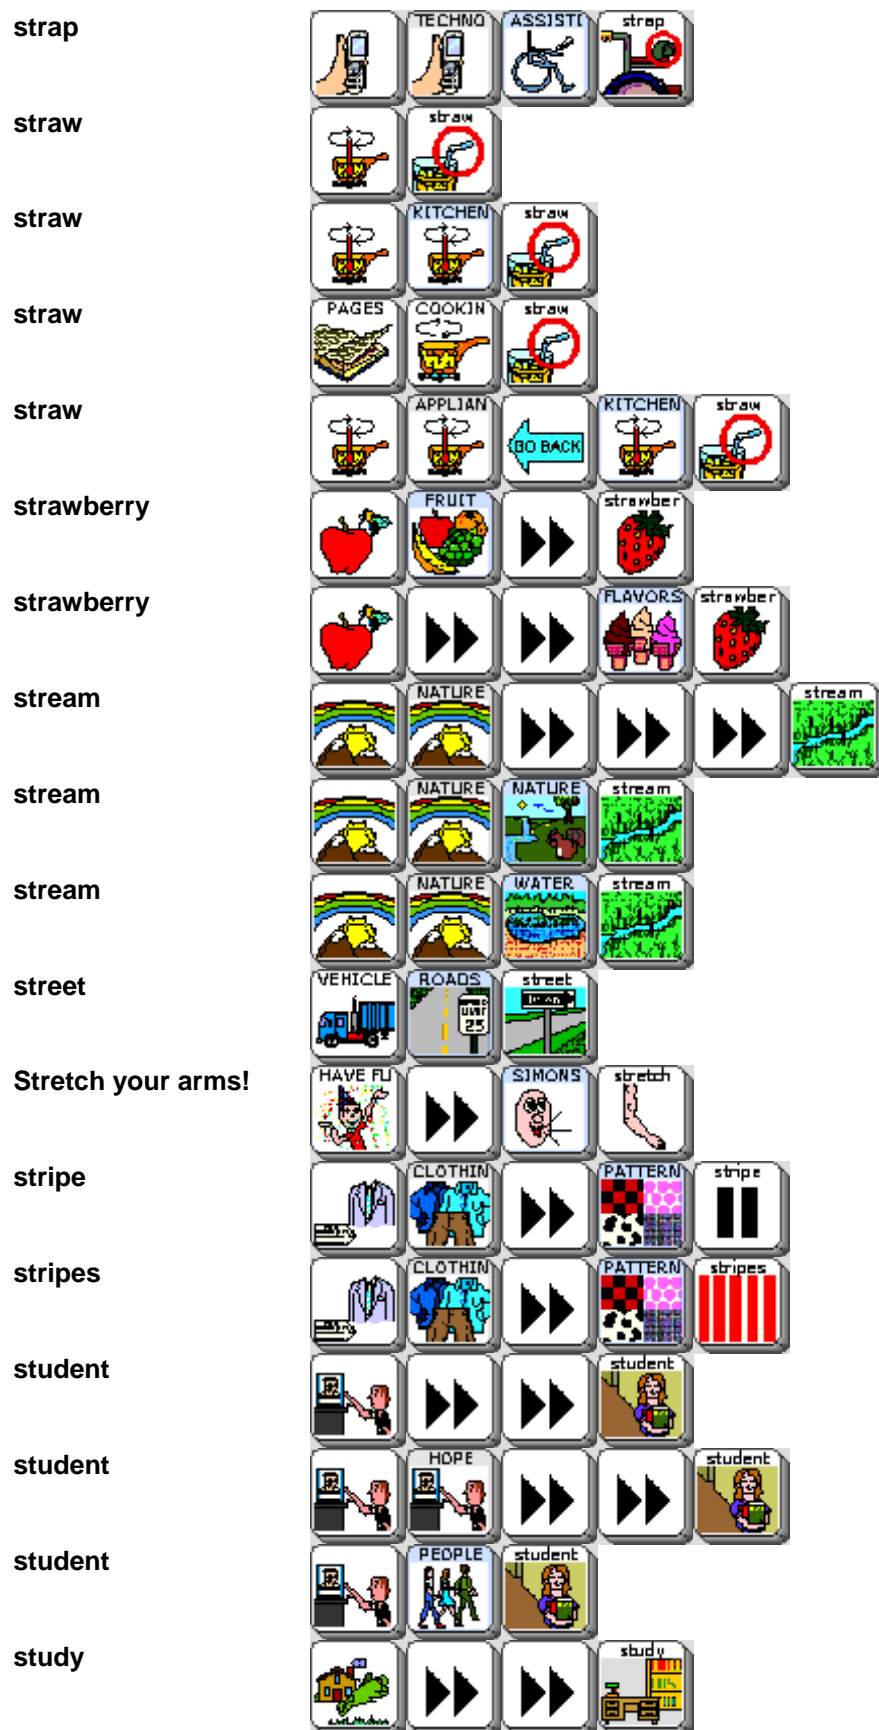 strap TECHNO ASSISTI strap
straw straw
straw KITCHEN straw
straw PAGES COOKIN straw
straw APPLIAN GO BACK KITCHEN straw
strawberry FRUIT strawber
strawberry FLAVORS strawber
stream NATURE stream
stream NATURE NATURE stream
stream NATURE WATER stream
street VEHICLE ROADS 25 street
Stretch your arms! HAVE FU SIMONS stretch
stripe CLOTHIN PATTERN stripe
stripes CLOTHIN PATTERN stripes
student student
student HOPE student
student PEOPLE student
study study